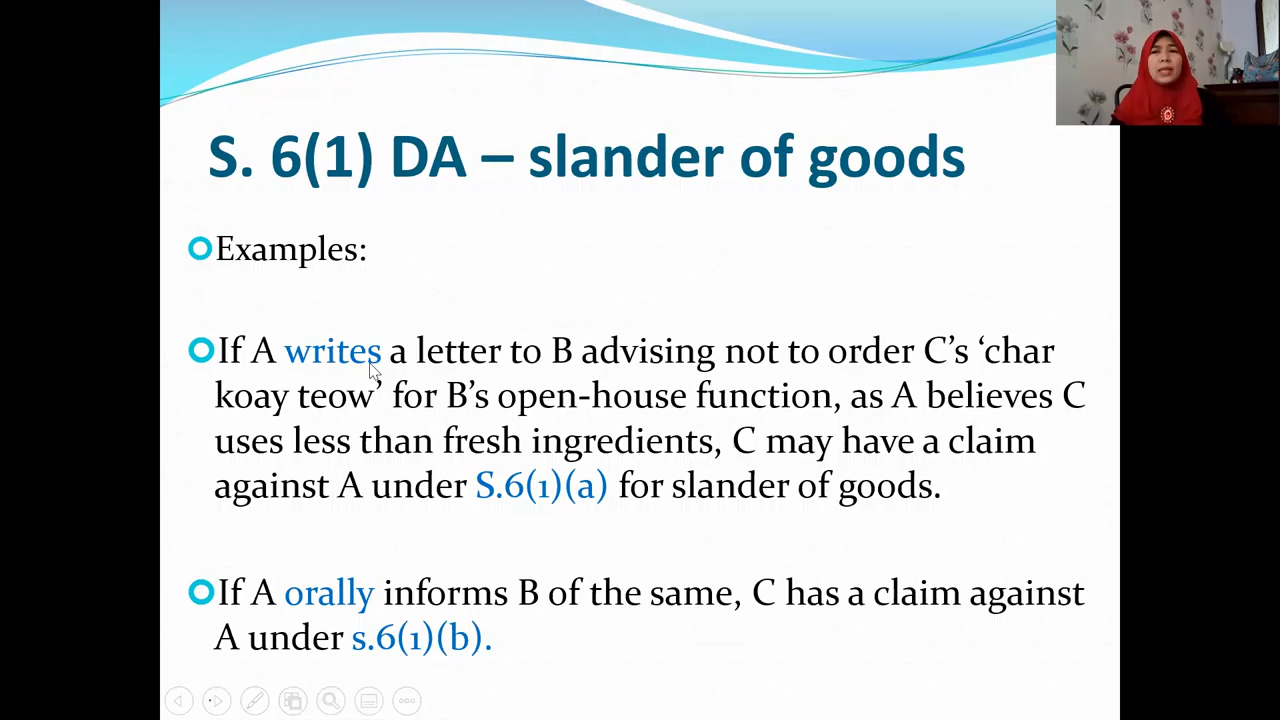 S. 6(1) DA – slander of goods
Examples:
If A writes a letter to B advising not to order C’s ‘char
koay teow’ for B’s open-house function, as A believes C
uses less than fresh ingredients, C may have a claim
against A under S.6(1)(a) for slander of goods.
If A orally informs B of the same, C has a claim against
A under s.6(1)(b).